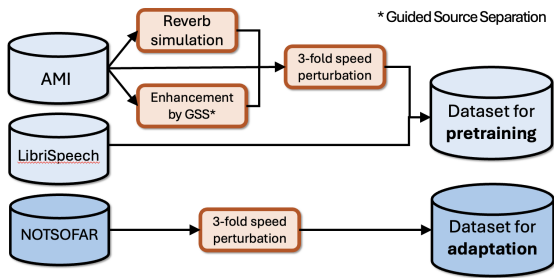 * Guided Source Separation
Reverb
simulation
AMI
3-fold speed
perturbation
Enhancement
by GSS*
Dataset for
pretraining
LibriSpeech
NOTSOFAR
3-fold speed
perturbation
Dataset for
adaptation